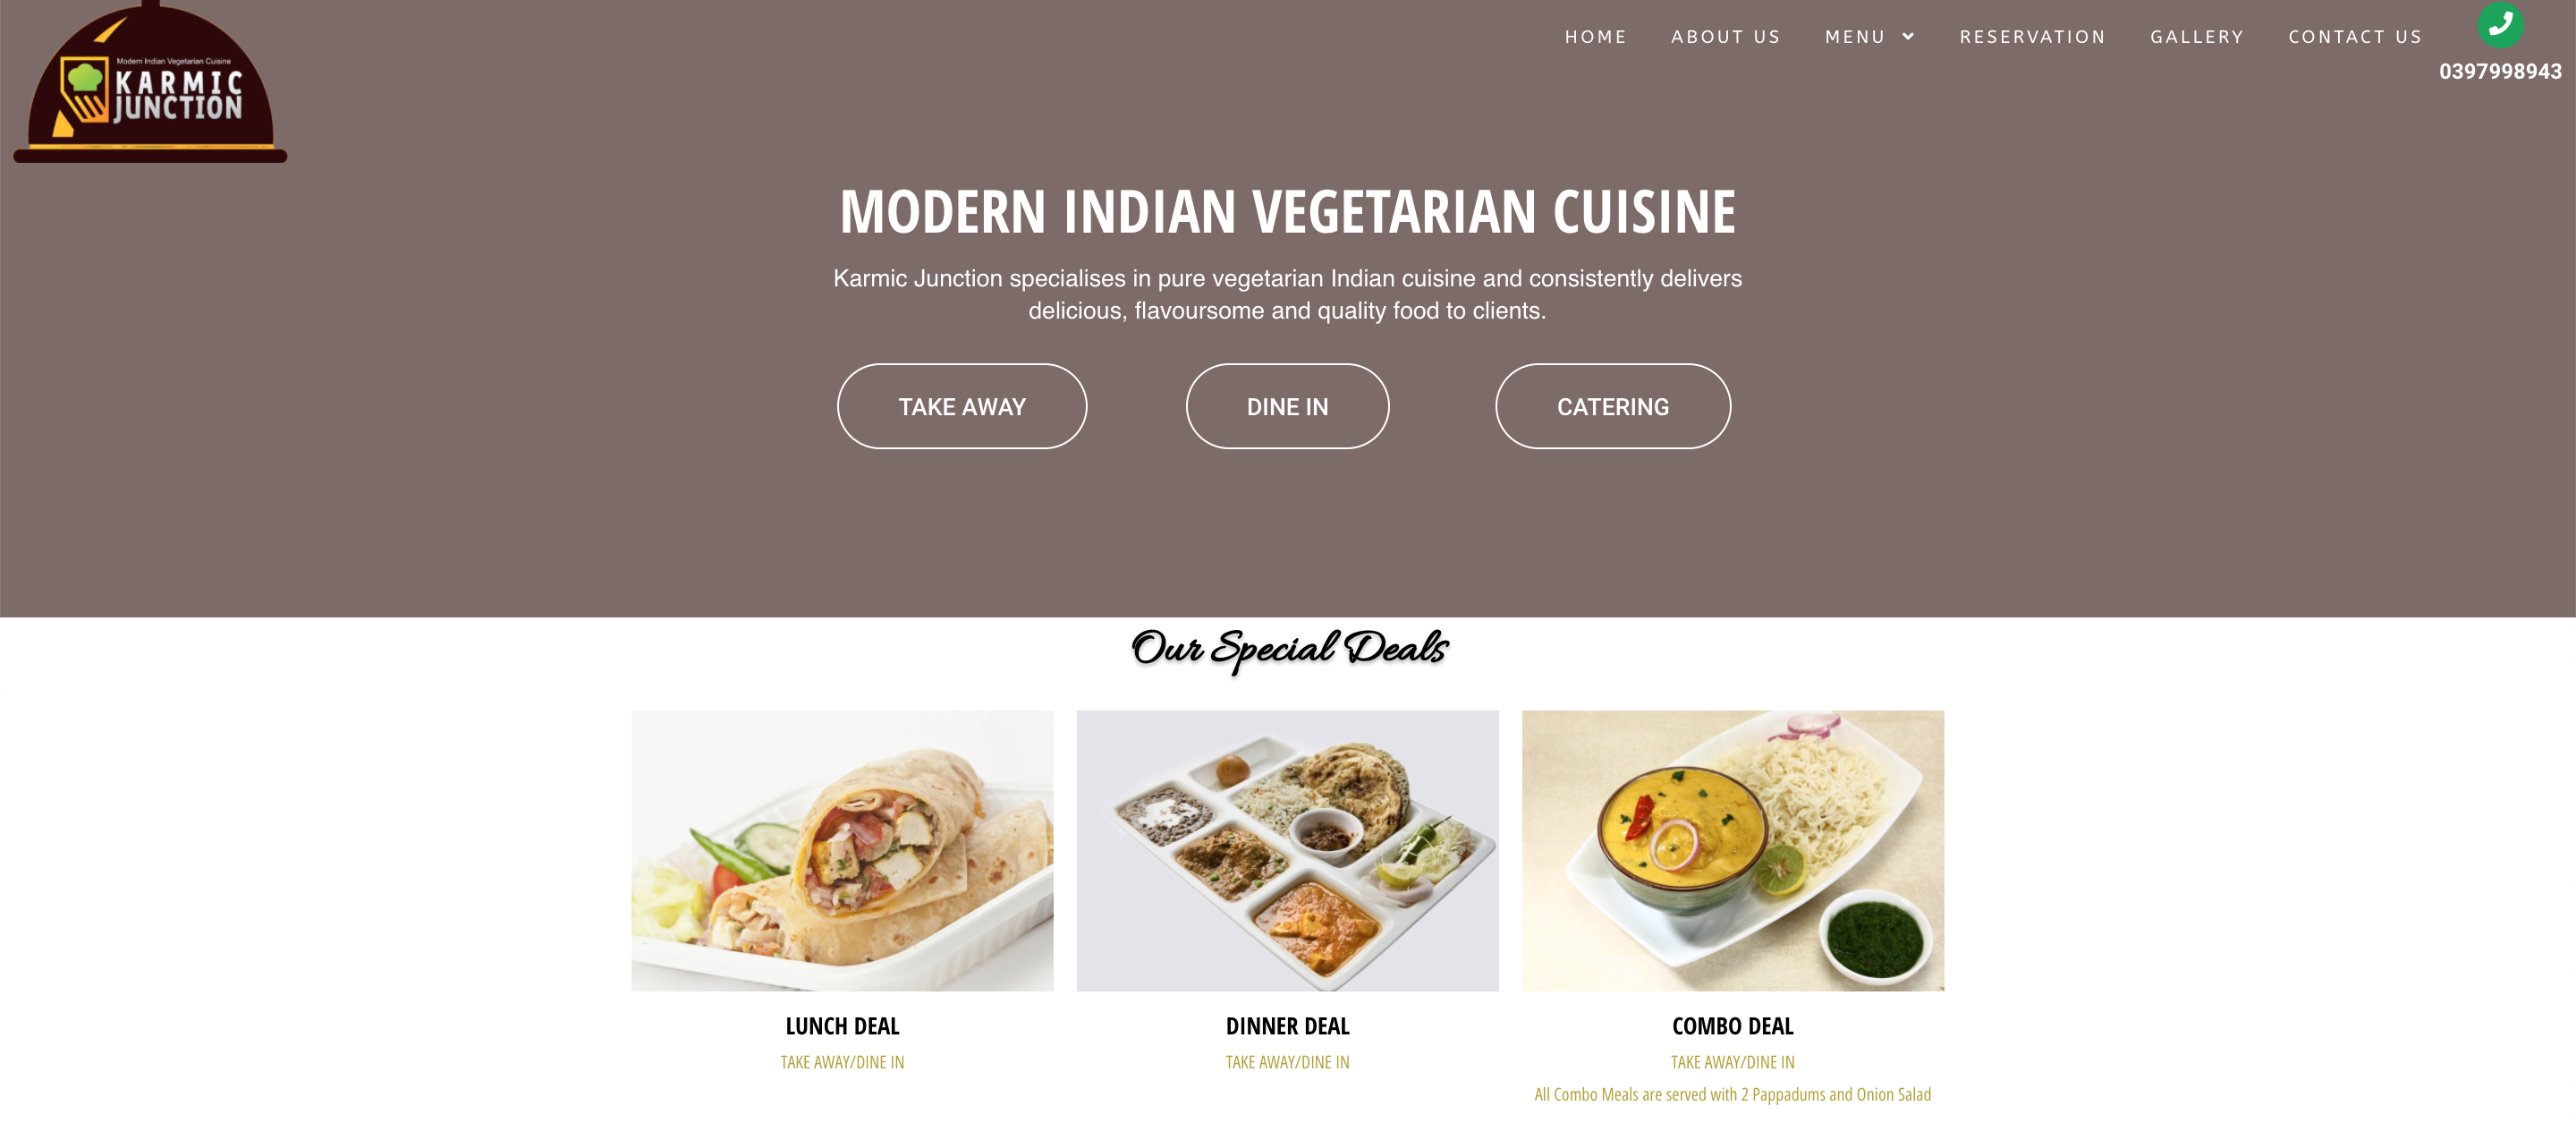 Modern Indian Vegetarian Cuisine
KARMIC
JUNCTION
HOME
ABOUT US
MENU
RESERVATION
GALLERY
CONTACT US
0397998943
MODERN INDIAN VEGETARIAN CUISINE
Karmic Junction specialises in pure vegetarian Indian cuisine and consistently delivers
delicious, flavoursome and quality food to clients.
TAKE AWAY
DINE IN
CATERING
Our Special Deals
LUNCH DEAL
TAKE AWAY/DINE IN
DINNER DEAL
TAKE AWAY/DINE IN
COMBO DEAL
TAKE AWAY/DINE IN
All Combo Meals are served with 2 Pappadums and Onion Salad